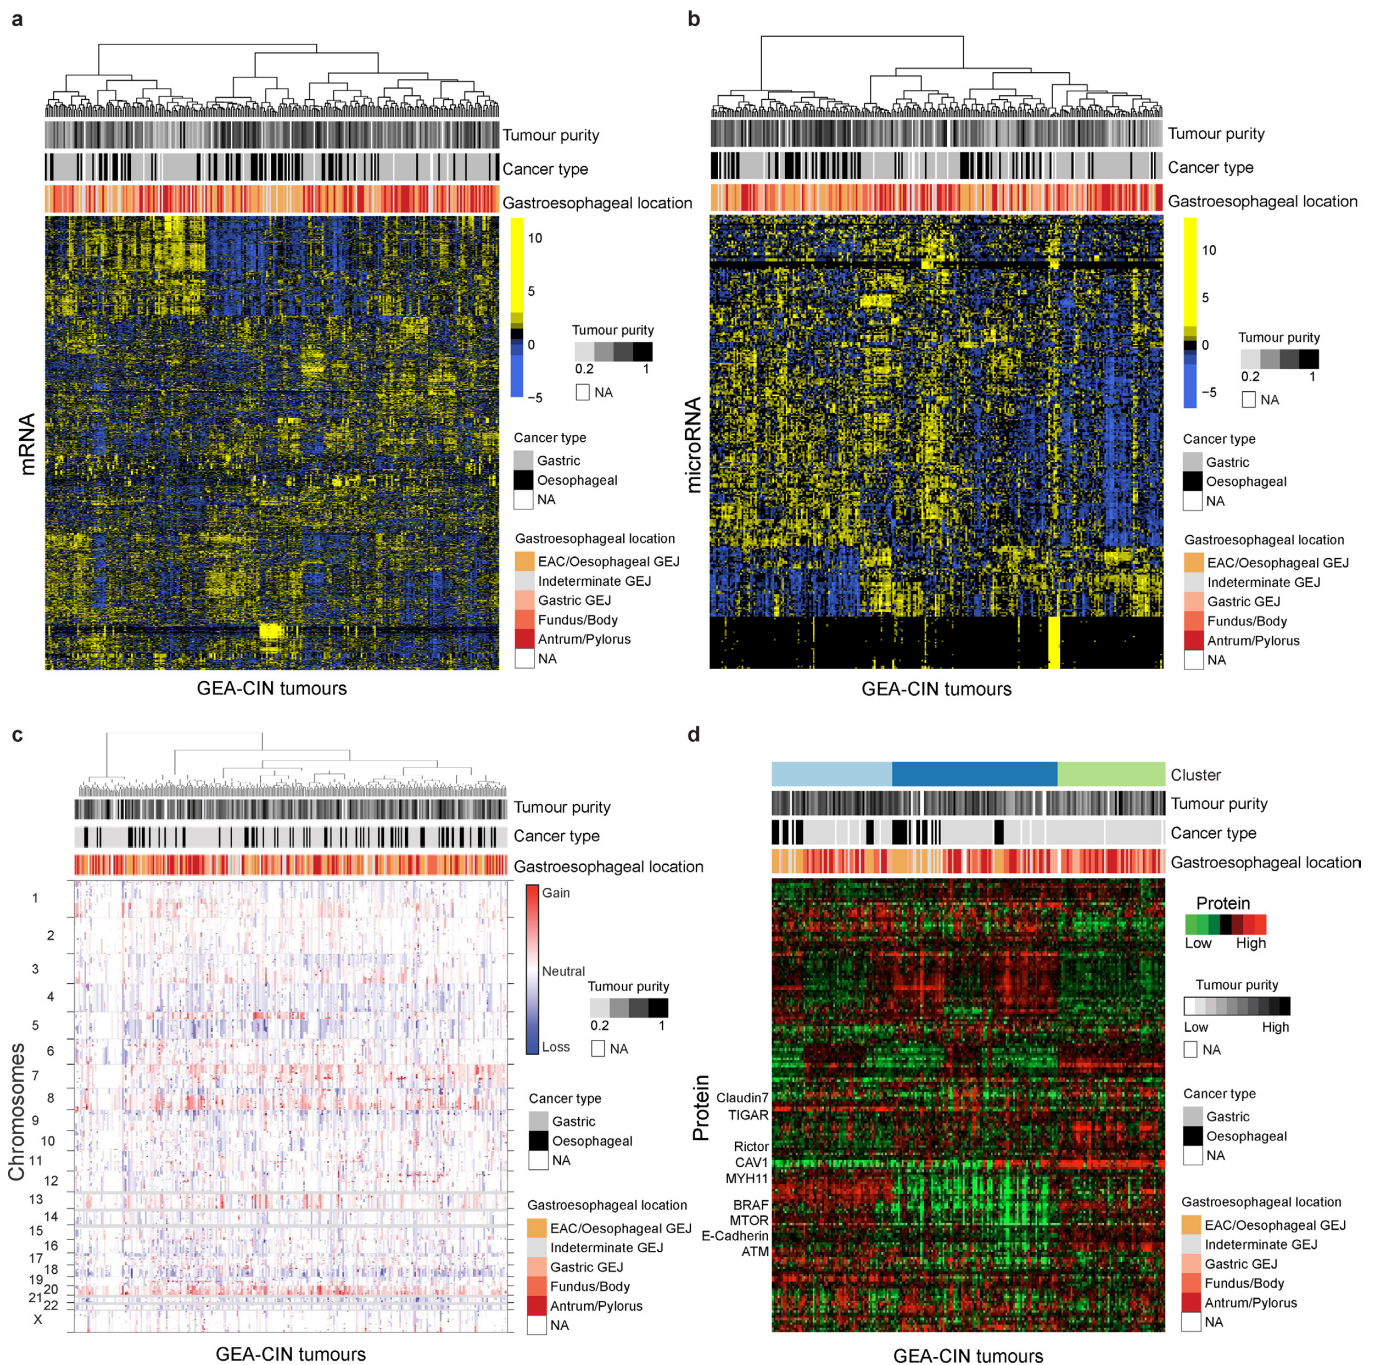 a
Tumour purity
Cancer type
Gastroesophageal location
10
5
0
−5
Tumour purity
0.2 1
NA
Cancer type
Gastric
Oesophageal
NA
Gastroesophageal location
EAC/Oesophageal GEJ
Indeterminate GEJ
Gastric GEJ
Fundus/Body
Antrum/Pylorus
NA
mRNA
GEA-CIN tumours
b
Tumour purity
Cancer type
Gastroesophageal location
10
5
0
−5
Tumour purity
0.2 1
NA
Cancer type
Gastric
Oesophageal
NA
Gastroesophageal location
EAC/Oesophageal GEJ
Indeterminate GEJ
Gastric GEJ
Fundus/Body
Antrum/Pylorus
NA
microRNA
GEA-CIN tumours
c
Tumour purity
Cancer type
Gastroesophageal location
Gain
Neutral
Loss
Tumour purity
0.2 1
NA
Cancer type
Gastric
Oesophageal
NA
Gastroesophageal location
EAC/Oesophageal GEJ
Indeterminate GEJ
Gastric GEJ
Fundus/Body
Antrum/Pylorus
NA
Chromosomes
1
2
3
4
5
6
7
8
9
10
11
12
13
14
15
16
17
18
19
20
21
22
X
GEA-CIN tumours
d
Cluster
Tumour purity
Cancer type
Gastroesophageal location
Protein
Low High
Tumour purity
Low High
NA
Cancer type
Gastric
Oesophageal
NA
Gastroesophageal location
EAC/Oesophageal GEJ
Indeterminate GEJ
Gastric GEJ
Fundus/Body
Antrum/Pylorus
NA
Protein
Claudin7
TIGAR
Rictor
CAV1
MYH11
BRAF
MTOR
E-Cadherin
ATM
GEA-CIN tumours